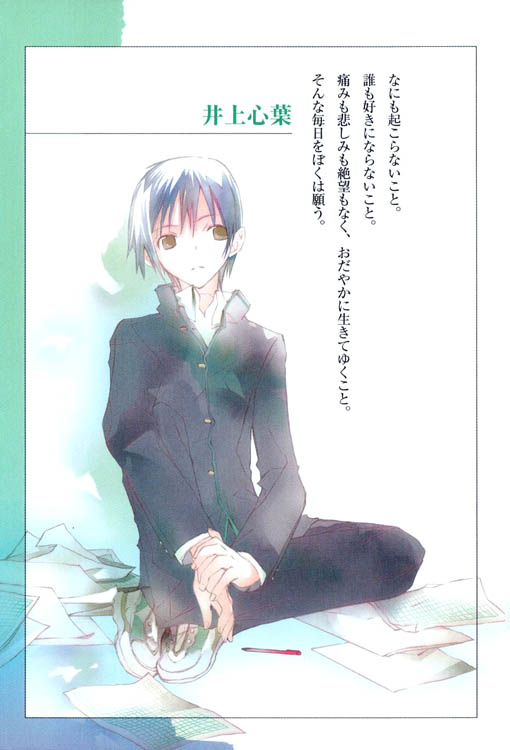 なにも起こらないこと。
誰も好きにならないこと。
痛みも悲しみも絶望もなく、おだやかに生きてゆくこと。
そんな毎日をぼくは願う。
井上心葉